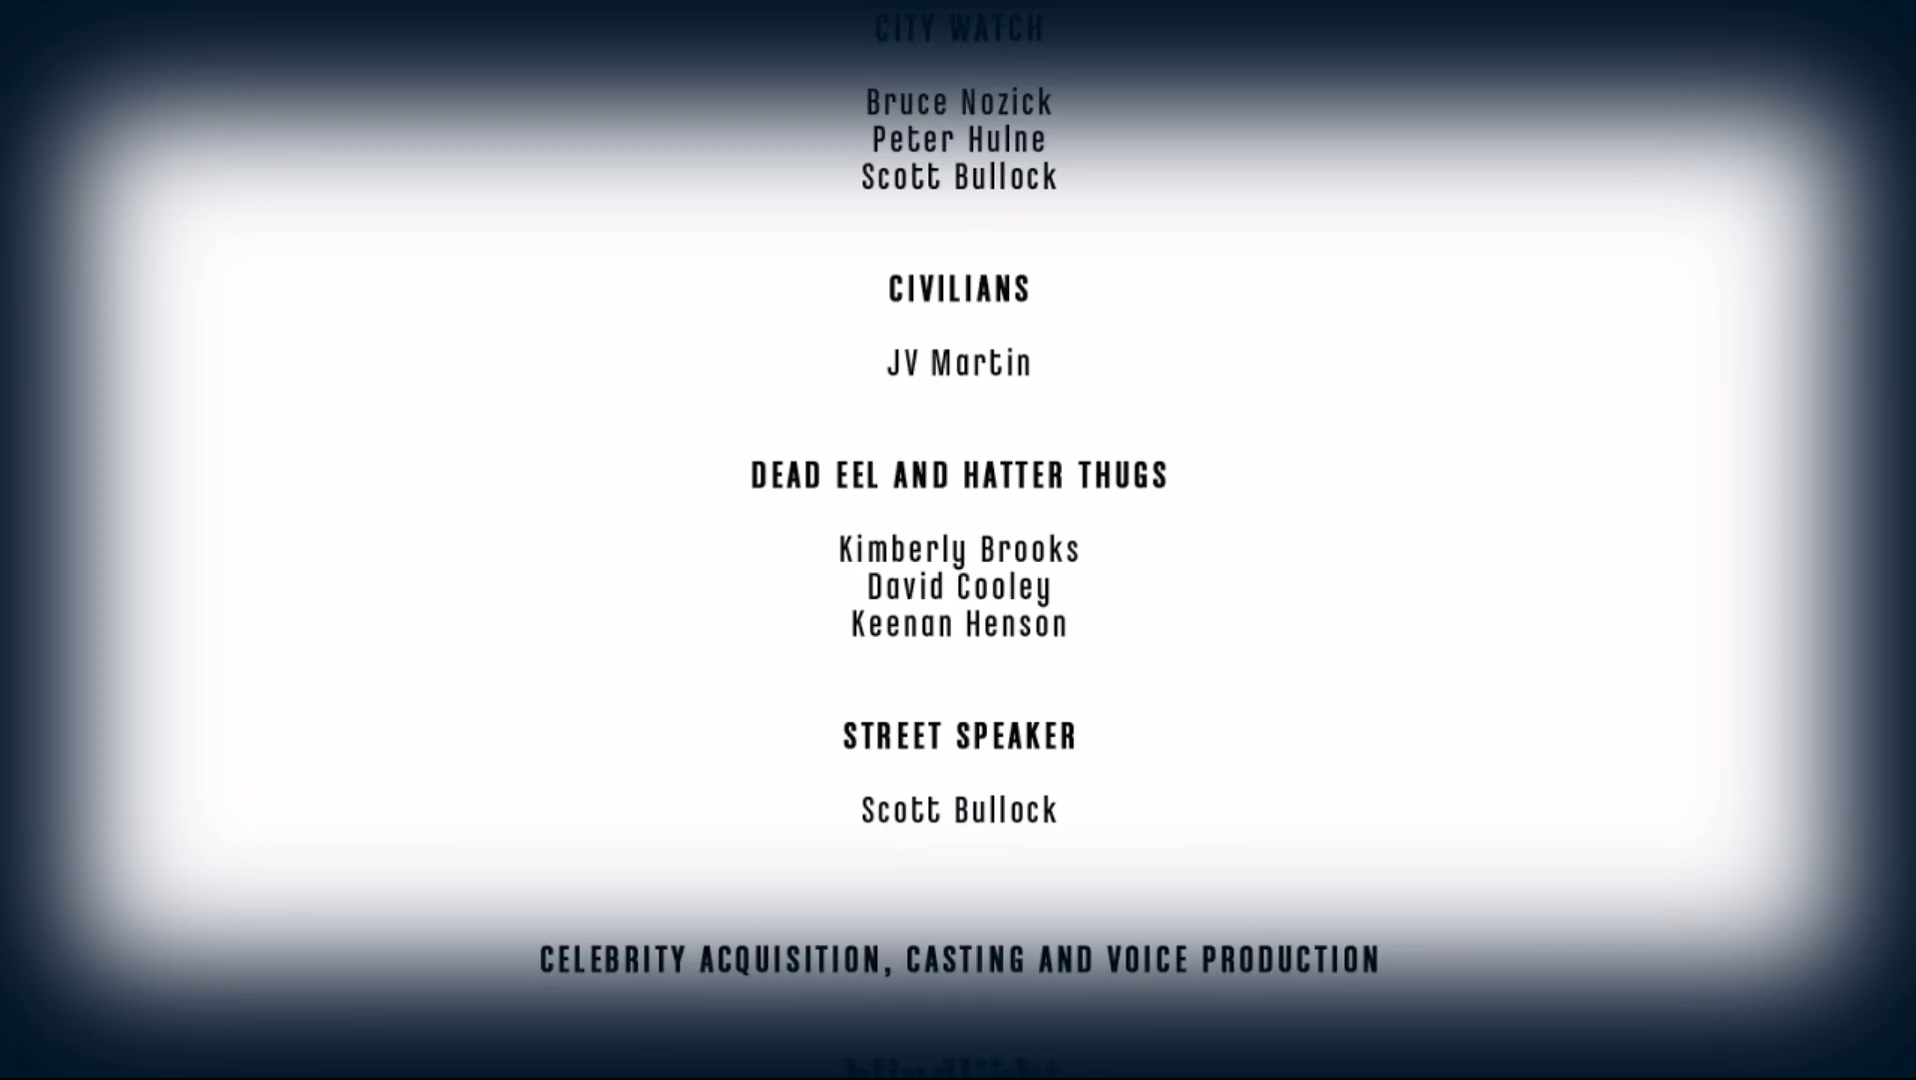 CITY WATCH
Bruce Nozick
Peter Hulne
Scott Bullock
CIVILIANS
JV Martin
DEAD EEL AND HATTER THUGS
Kimberly Brooks
David Cooley
Keenan Henson
STREET SPEAKER
Scott Bullock
CELEBRITY ACQUISITION, CASTING AND VOICE PRODUCTION